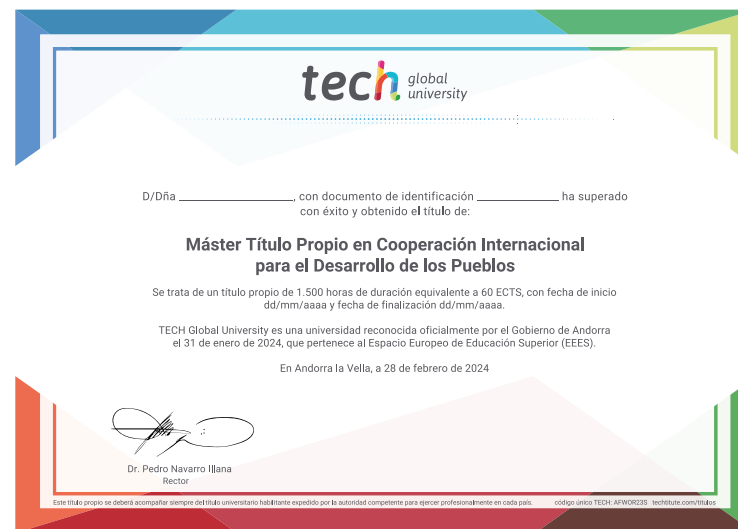 tech global university
D/Dña ____________________, con documento de identificación ______________ ha superado
con éxito y obtenido el título de:
Máster Título Propio en Cooperación Internacional
para el Desarrollo de los Pueblos
Se trata de un título propio de 1.500 horas de duración equivalente a 60 ECTS, con fecha de inicio
dd/mm/aaaa y fecha de finalización dd/mm/aaaa.
TECH Global University es una universidad reconocida oficialmente por el Gobierno de Andorra
el 31 de enero de 2024, que pertenece al Espacio Europeo de Educación Superior (EEES).
En Andorra la Vella, a 28 de febrero de 2024
Dr. Pedro Navarro Illana
Rector
Este título propio se deberá acompañar siempre del título universitario habilitante expedido por la autoridad competente para ejercer profesionalmente en cada país. código único TECH: AFWOR23S techtitute.com/titulos